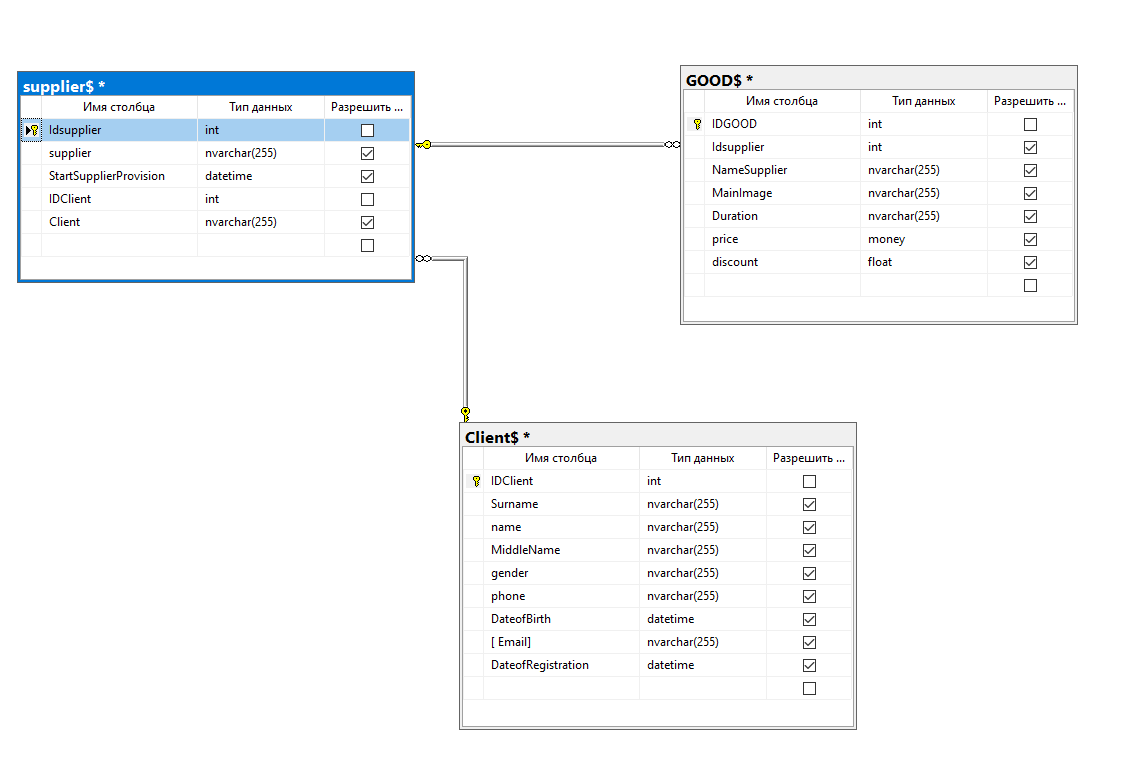 supplier$ *
Имя столбца Тип данных Разрешить ...
Idsupplier int
supplier nvarchar(255)
StartSupplierProvision datetime
IDClient int
Client nvarchar(255)
GOOD$ *
Имя столбца Тип данных Разрешить ...
IDGOOD int
Idsupplier int
NameSupplier nvarchar(255)
MainImage nvarchar(255)
Duration nvarchar(255)
price money
discount float
Client$ *
Имя столбца Тип данных Разрешить ...
IDClient int
Surname nvarchar(255)
name nvarchar(255)
MiddleName nvarchar(255)
gender nvarchar(255)
phone nvarchar(255)
DateofBirth datetime
[ Email] nvarchar(255)
DateofRegistration datetime